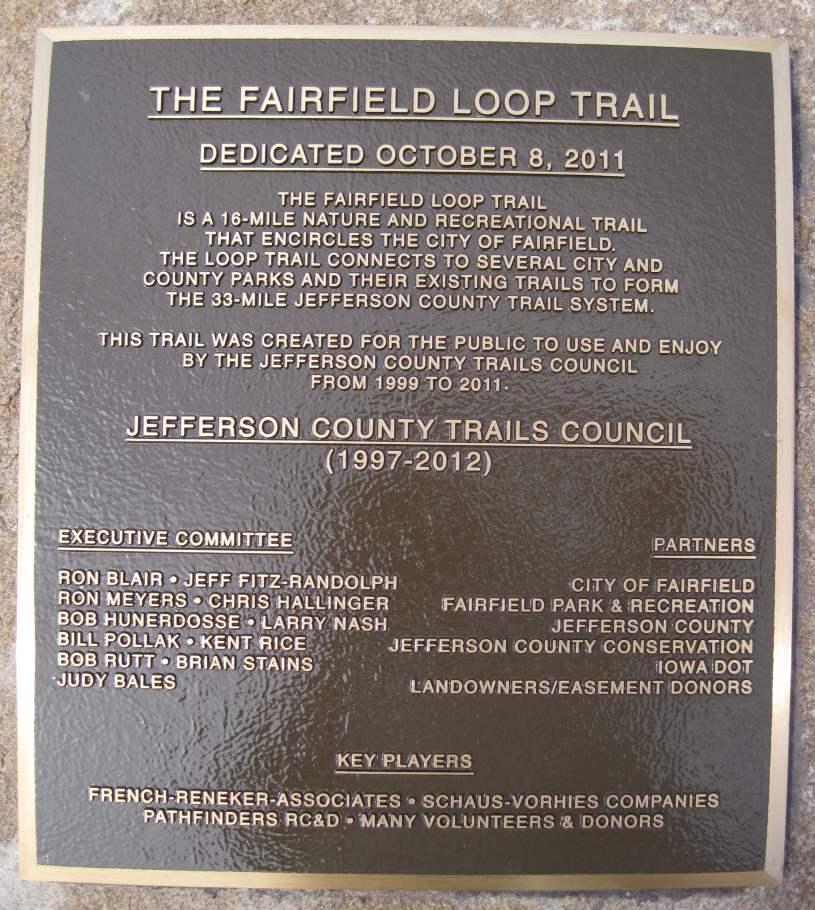 THE FAIRFIELD LOOP TRAIL
DEDICATED OCTOBER 8, 2011
THE FAIRFIELD LOOP TRAIL
IS A 16-MILE NATURE AND RECREATIONAL TRAIL
THAT ENCIRCLES THE CITY OF FAIRFIELD.
THE LOOP TRAIL CONNECTS TO SEVERAL CITY AND
COUNTY PARKS AND THEIR EXISTING TRAILS TO FORM
THE 33-MILE JEFFERSON COUNTY TRAIL SYSTEM.
THIS TRAIL WAS CREATED FOR THE PUBLIC TO USE AND ENJOY
BY THE JEFFERSON COUNTY TRAILS COUNCIL
FROM 1999 TO 2011.
JEFFERSON COUNTY TRAILS COUNCIL
(1997-2012)
EXECUTIVE COMMITTEE
RON BLAIR • JEFF FITZ-RANDOLPH
RON MEYERS • CHRIS HALLINGER
BOB HUNERDOSSE • LARRY NASH
BILL POLLAK • KENT RICE
BOB RUTT • BRIAN STAINS
JUDY BALES
PARTNERS
CITY OF FAIRFIELD
FAIRFIELD PARK & RECREATION
JEFFERSON COUNTY
JEFFERSON COUNTY CONSERVATION
IOWA DOT
LANDOWNERS/EASEMENT DONORS
KEY PLAYERS
FRENCH-RENEKER-ASSOCIATES • SCHAUS-VORHIES COMPANIES
PATHFINDERS RC&D • MANY VOLUNTEERS & DONORS